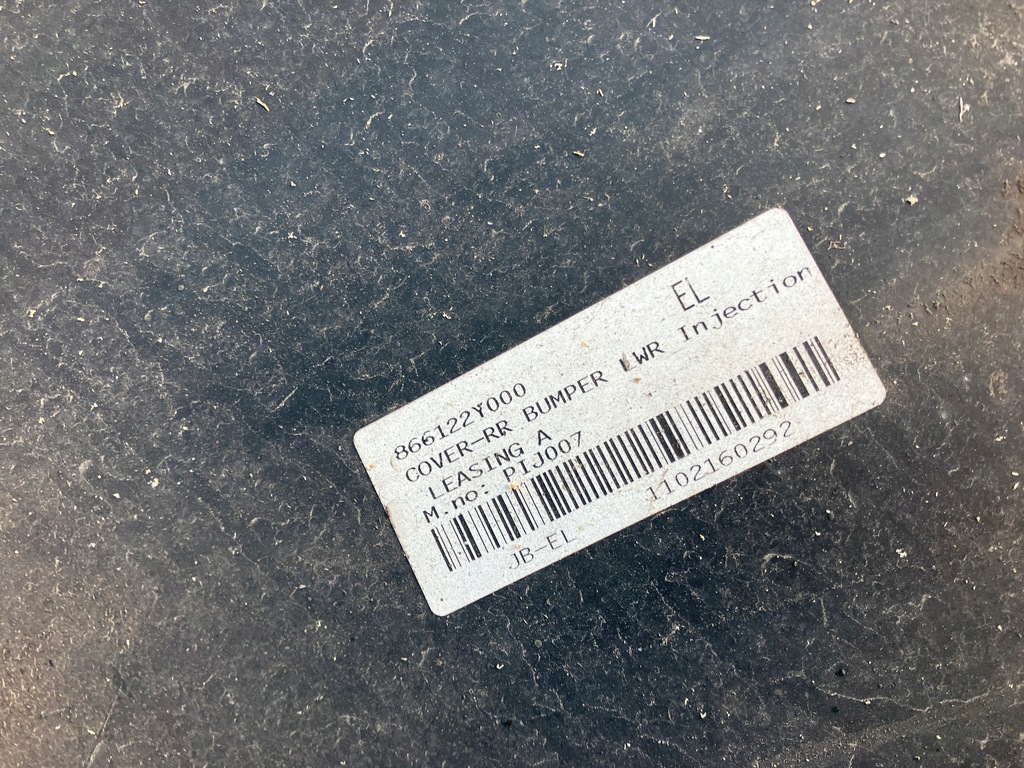 EL
866122Y000
COVER-RR BUMPER LWR Injection
LEASING A
M.no: PIJ007
JB-EL 1102160292